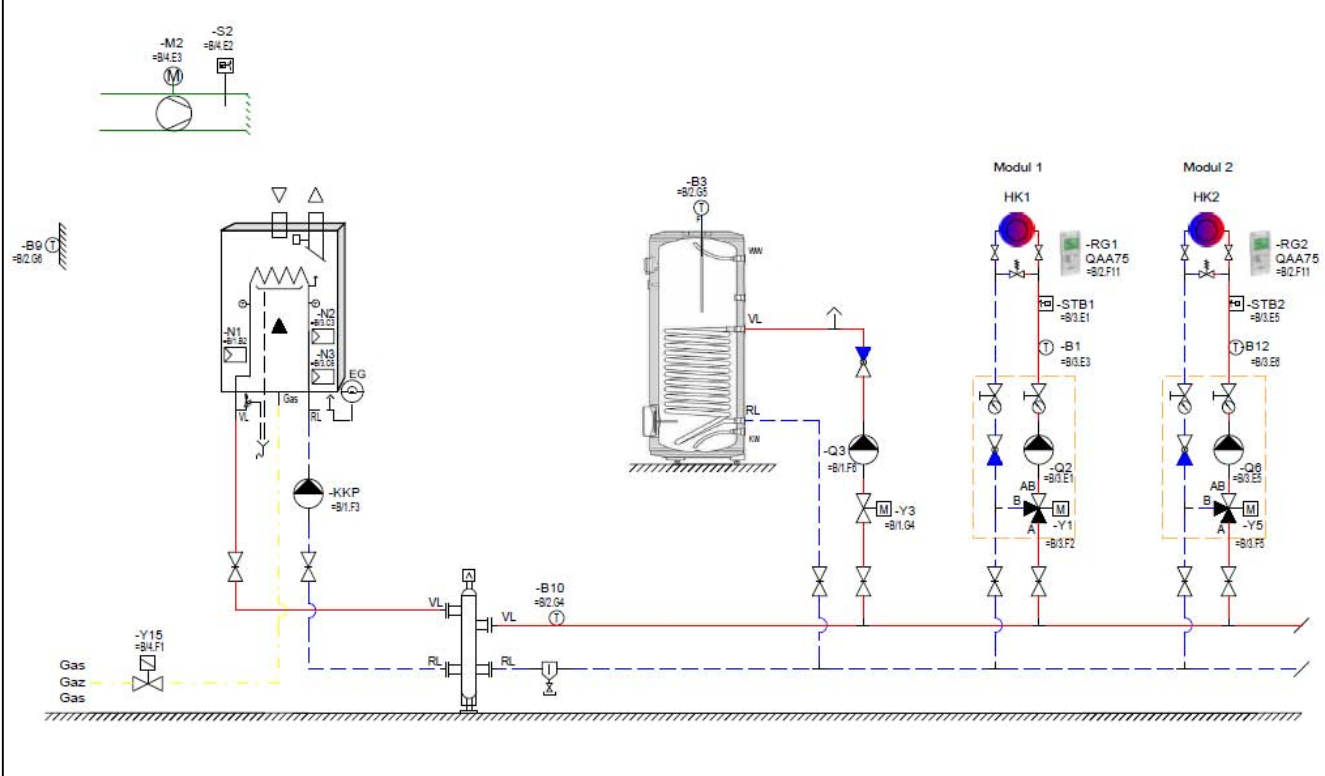 -M2
=B/4.E3
-S2
=B/4.E2
M
-B9
=B/2.G6
T
-N1
=B/1.B2
-N2
=B/3.C3
-N3
=B/3.C6
EG
VL
Gas
RL
-KKP
=B/1.F3
-Y15
=B/4.F1
Gas
Gaz
Gas
VL
RL
VL
RL
-B10
=B/2.G4
T
-B3
=B/2.G5
T
F
WW
VL
RL
KW
-Q3
=B/1.F6
M
-Y3
=B/1.G4
Modul 1
HK1
-RG1
QAA75
=B/2.F11
-STB1
=B/3.E1
T
-B1
=B/3.E3
-Q2
=B/3.E1
AB
B
A
M
-Y1
=B/3.F2
Modul 2
HK2
-RG2
QAA75
=B/2.F11
-STB2
=B/3.E5
T
-B12
=B/3.E6
-Q6
=B/3.E5
AB
B
A
M
-Y5
=B/3.F5